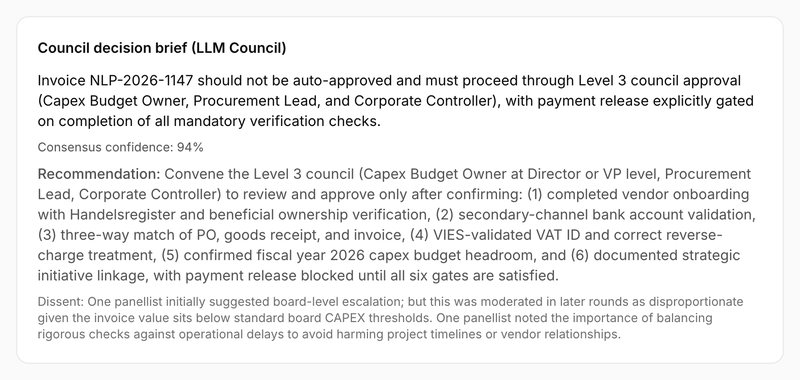 Council decision brief (LLM Council)
Invoice NLP-2026-1147 should not be auto-approved and must proceed through Level 3 council approval
(Capex Budget Owner, Procurement Lead, and Corporate Controller), with payment release explicitly gated
on completion of all mandatory verification checks.
Consensus confidence: 94%
Recommendation: Convene the Level 3 council (Capex Budget Owner at Director or VP level, Procurement
Lead, Corporate Controller) to review and approve only after confirming: (1) completed vendor onboarding
with Handelsregister and beneficial ownership verification, (2) secondary-channel bank account validation,
(3) three-way match of PO, goods receipt, and invoice, (4) VIES-validated VAT ID and correct reverse-
charge treatment, (5) confirmed fiscal year 2026 capex budget headroom, and (6) documented strategic
initiative linkage, with payment release blocked until all six gates are satisfied.
Dissent: One panellist initially suggested board-level escalation; but this was moderated in later rounds as disproportionate
given the invoice value sits below standard board CAPEX thresholds. One panellist noted the importance of balancing
rigorous checks against operational delays to avoid harming project timelines or vendor relationships.